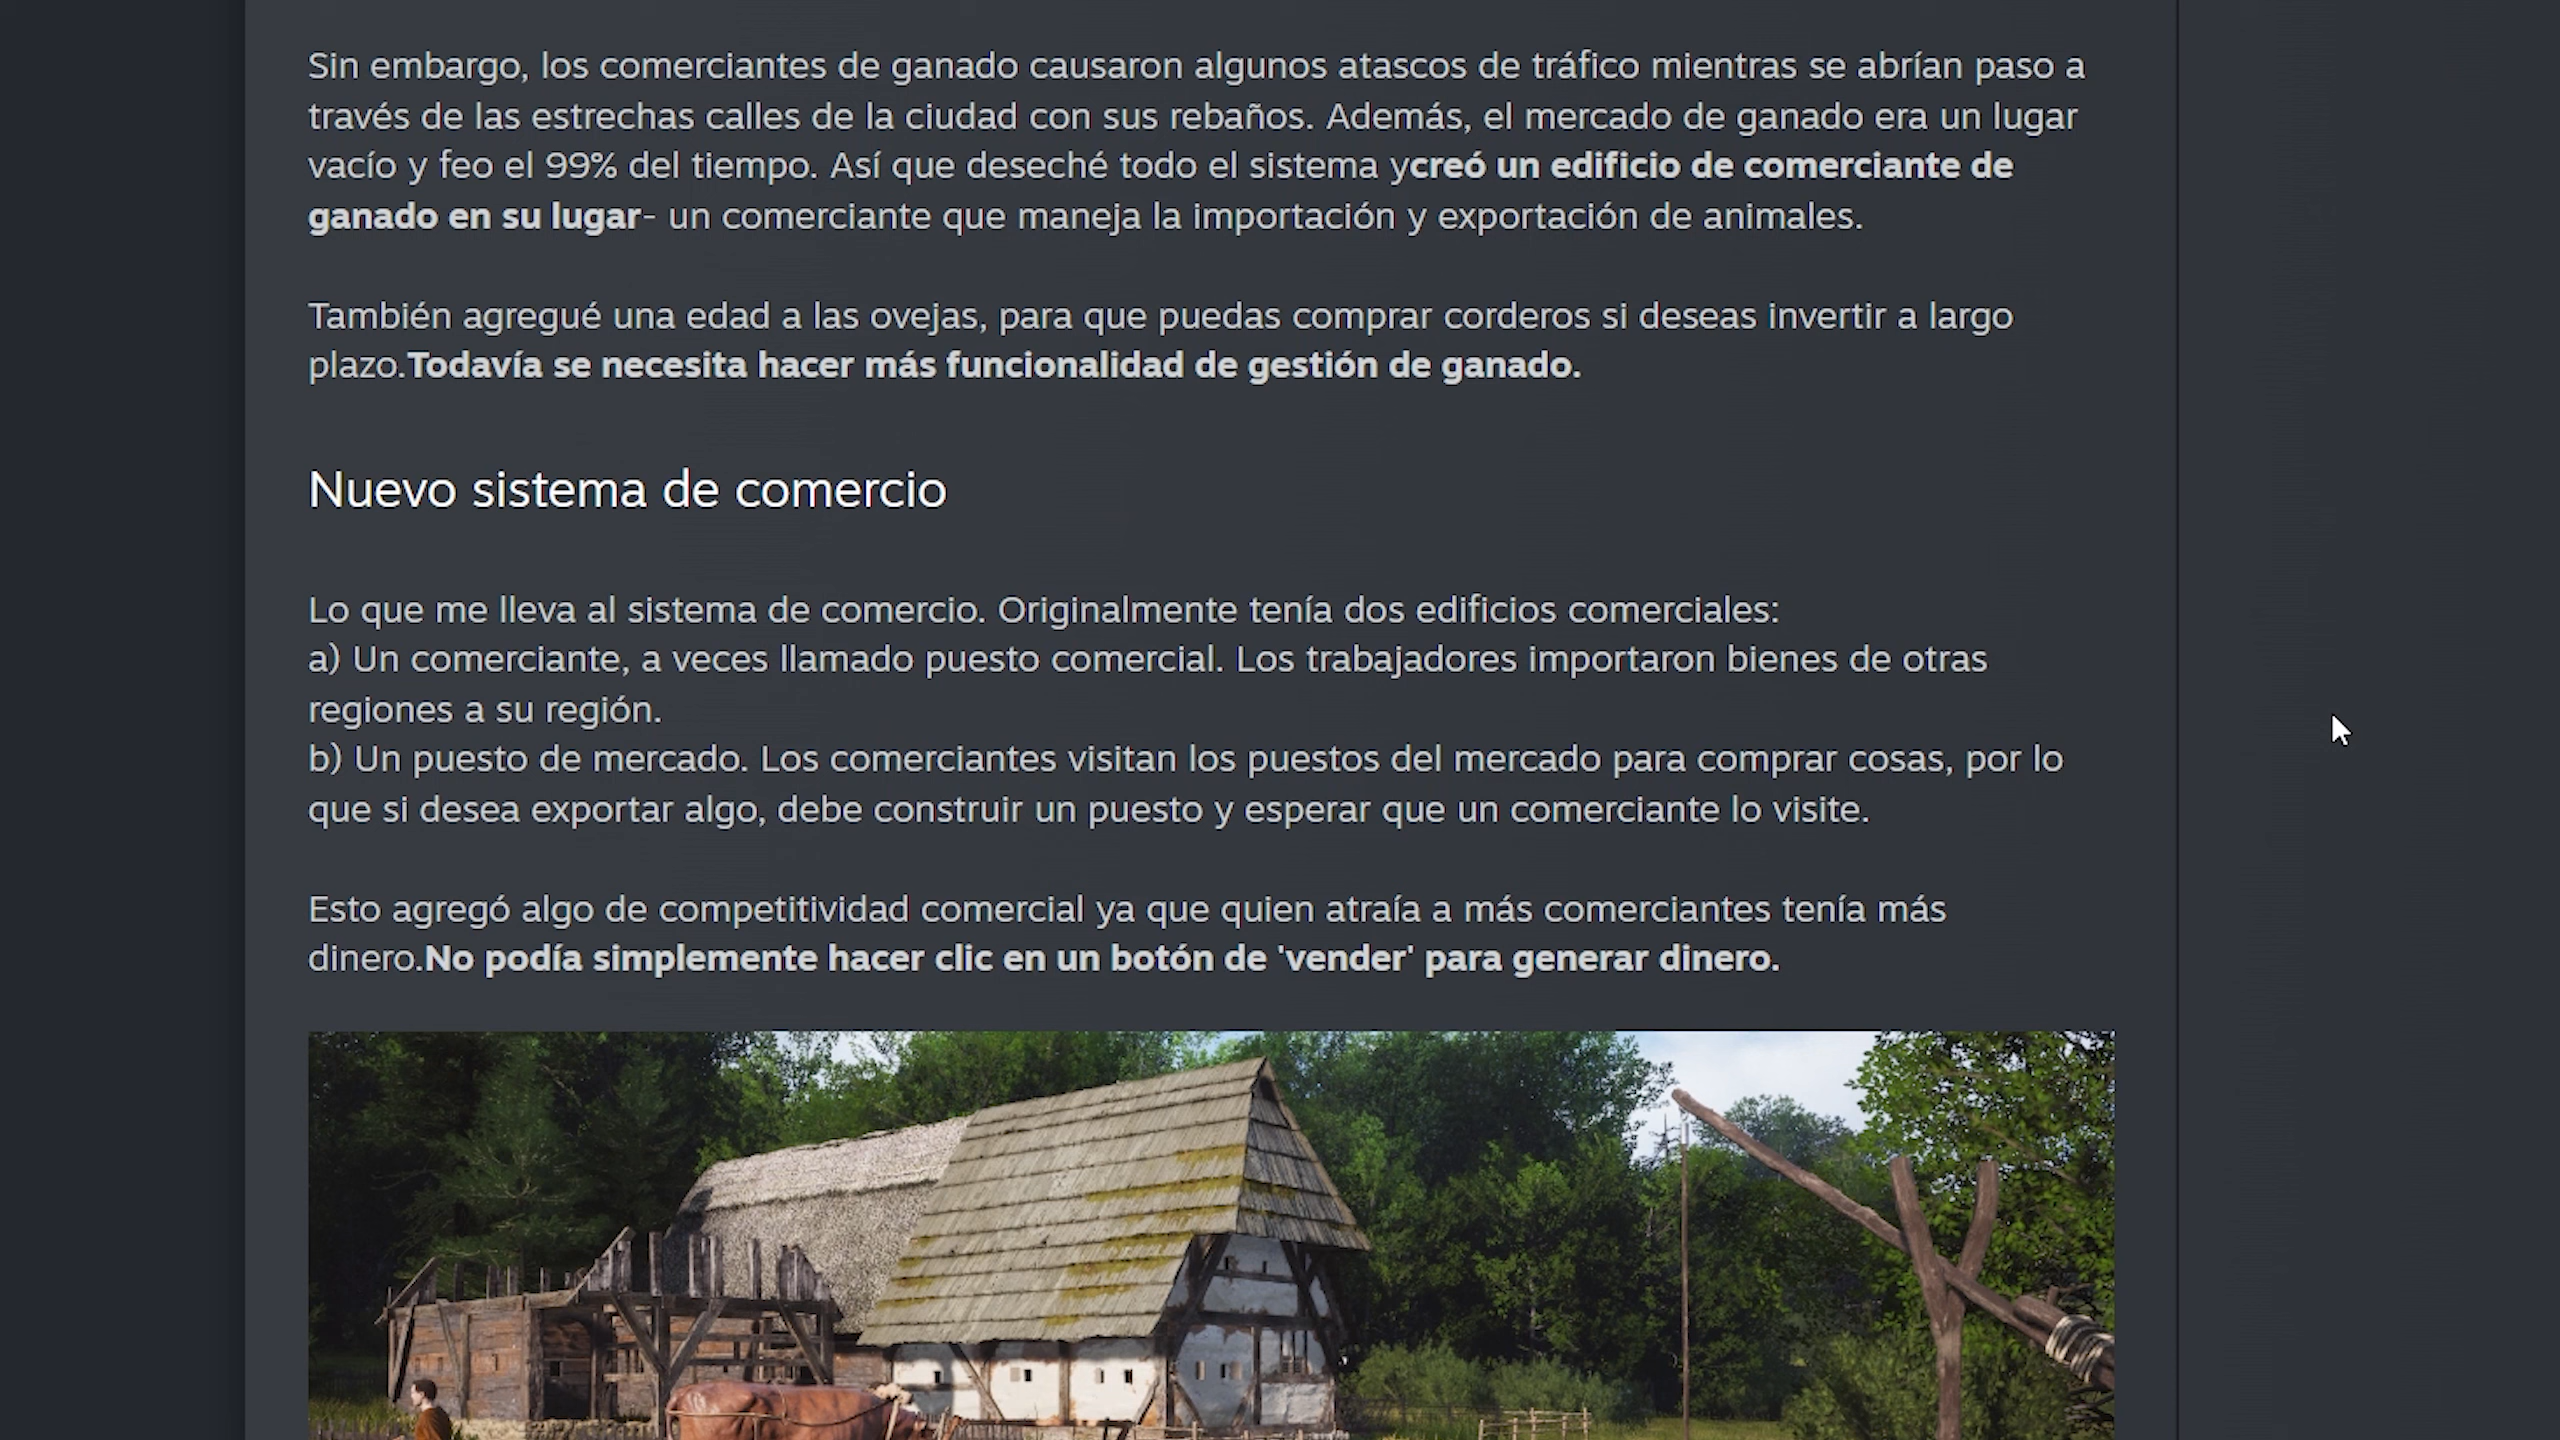 Sin embargo, los comerciantes de ganado causaron algunos atascos de tráfico mientras se abrían paso a
través de las estrechas calles de la ciudad con sus rebaños. Además, el mercado de ganado era un lugar
vacío y feo el 99% del tiempo. Así que deseché todo el sistema ycreó un edificio de comerciante de
ganado en su lugar- un comerciante que maneja la importación y exportación de animales.
También agregué una edad a las ovejas, para que puedas comprar corderos si deseas invertir a largo
plazo.Todavía se necesita hacer más funcionalidad de gestión de ganado.
Nuevo sistema de comercio
Lo que me lleva al sistema de comercio. Originalmente tenía dos edificios comerciales:
a) Un comerciante, a veces llamado puesto comercial. Los trabajadores importaron bienes de otras
regiones a su región.
b) Un puesto de mercado. Los comerciantes visitan los puestos del mercado para comprar cosas, por lo
que si desea exportar algo, debe construir un puesto y esperar que un comerciante lo visite.
Esto agregó algo de competitividad comercial ya que quien atraía a más comerciantes tenía más
dinero.No podía simplemente hacer clic en un botón de 'vender' para generar dinero.